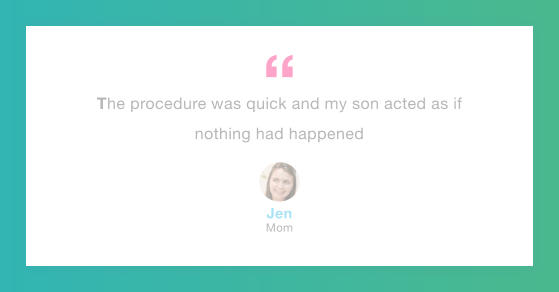 “
The procedure was quick and my son acted as if
nothing had happened
Jen
Mom